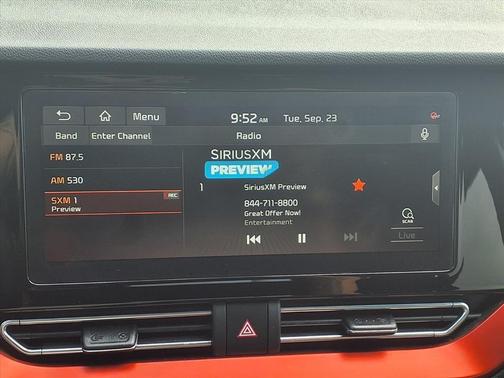 Menu
9:52 AM Tue, Sep. 23
Band Enter Channel Radio
FM 87.5
AM 530
SXM 1 REC
Preview
SIRIUSXM
PREVIEW
1 SiriusXM Preview
844-711-8800
Great Offer Now!
Entertainment
SCAN
Live